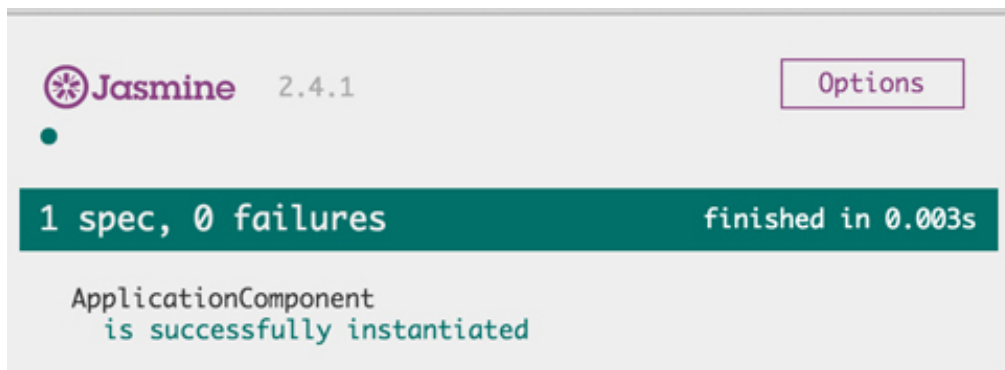 Jasmine 2.4.1 Options
1 spec, 0 failures finished in 0.003s
ApplicationComponent
is successfully instantiated